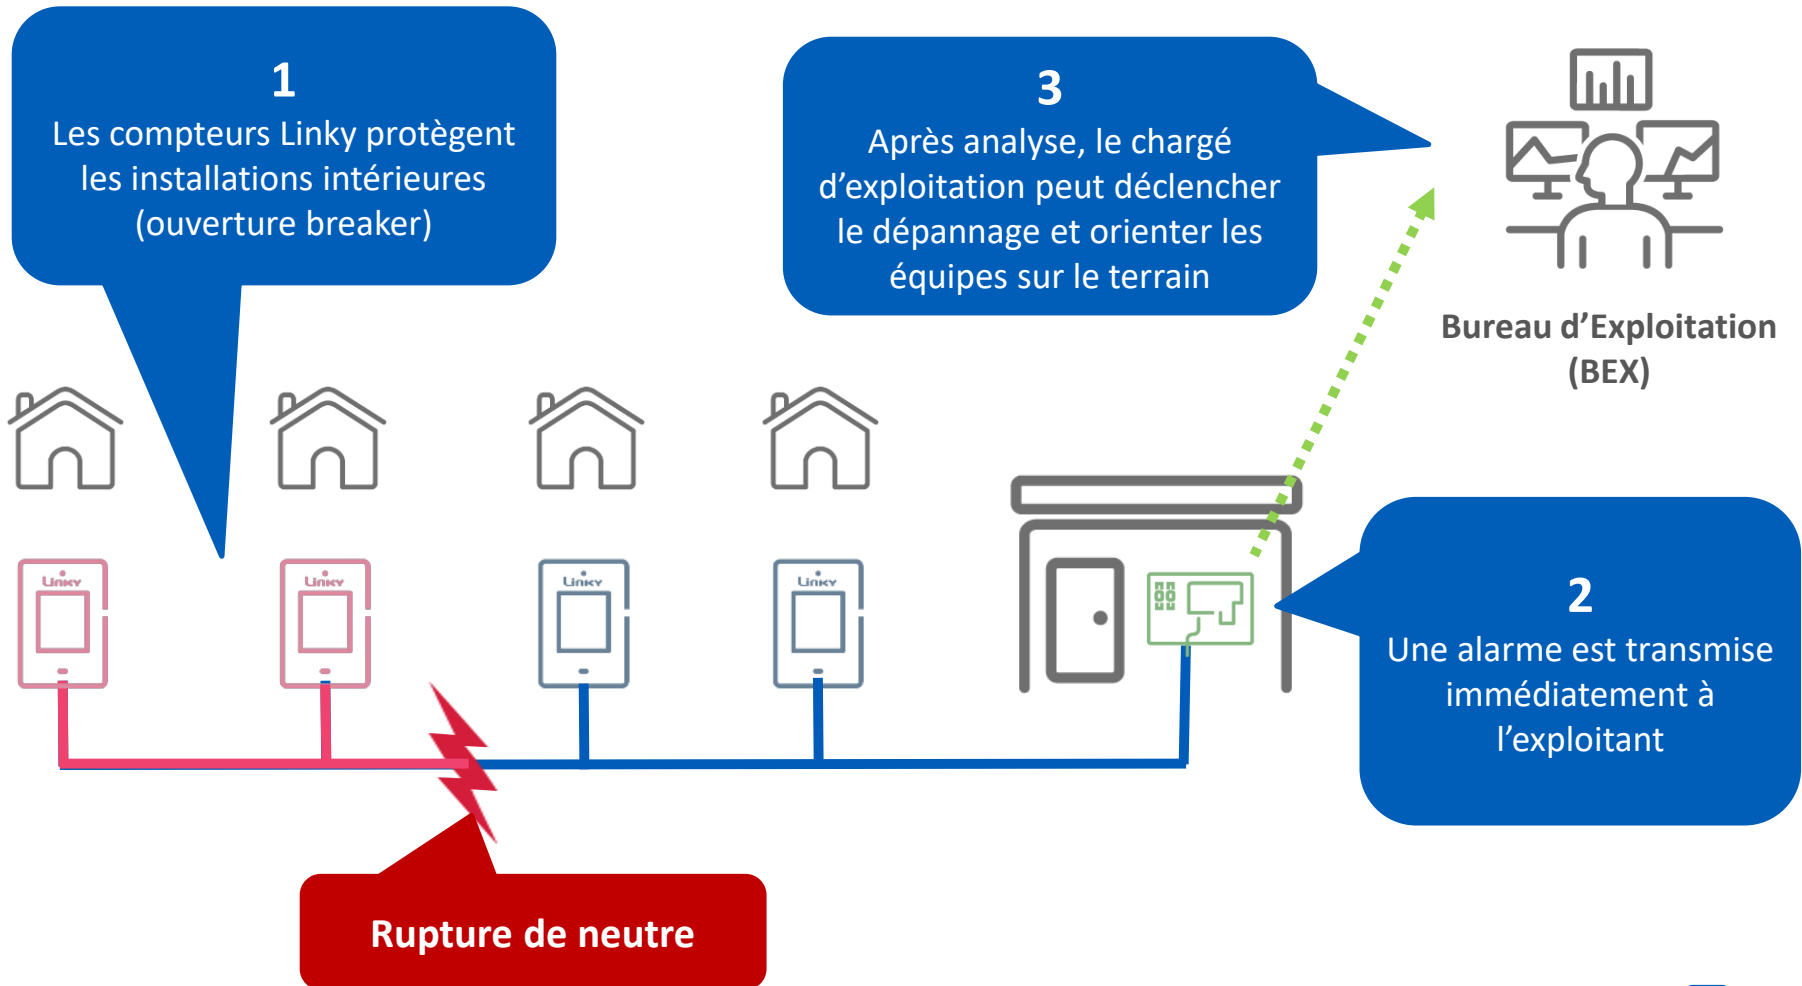 1
Les compteurs Linky protègent
les installations intérieures
(ouverture breaker)
3
Après analyse, le chargé
d’exploitation peut déclencher
le dépannage et orienter les
équipes sur le terrain
Bureau d’Exploitation
(BEX)
Linky
Linky
Linky
Linky
2
Une alarme est transmise
immédiatement à
l’exploitant
Rupture de neutre